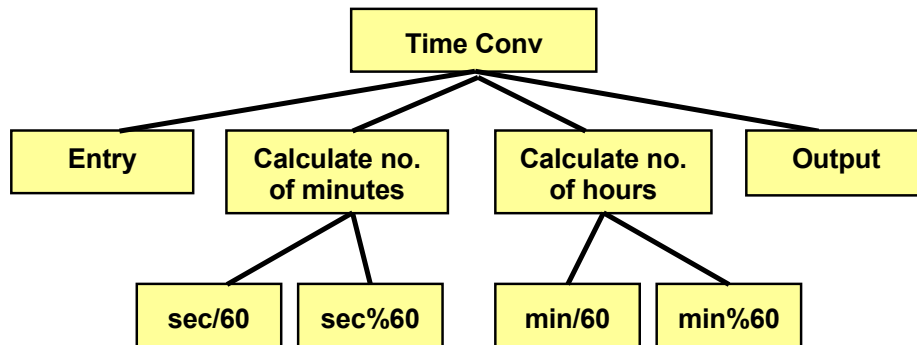 Time Conv
Entry
Calculate no.
of minutes
Calculate no.
of hours
Output
sec/60
sec%60
min/60
min%60